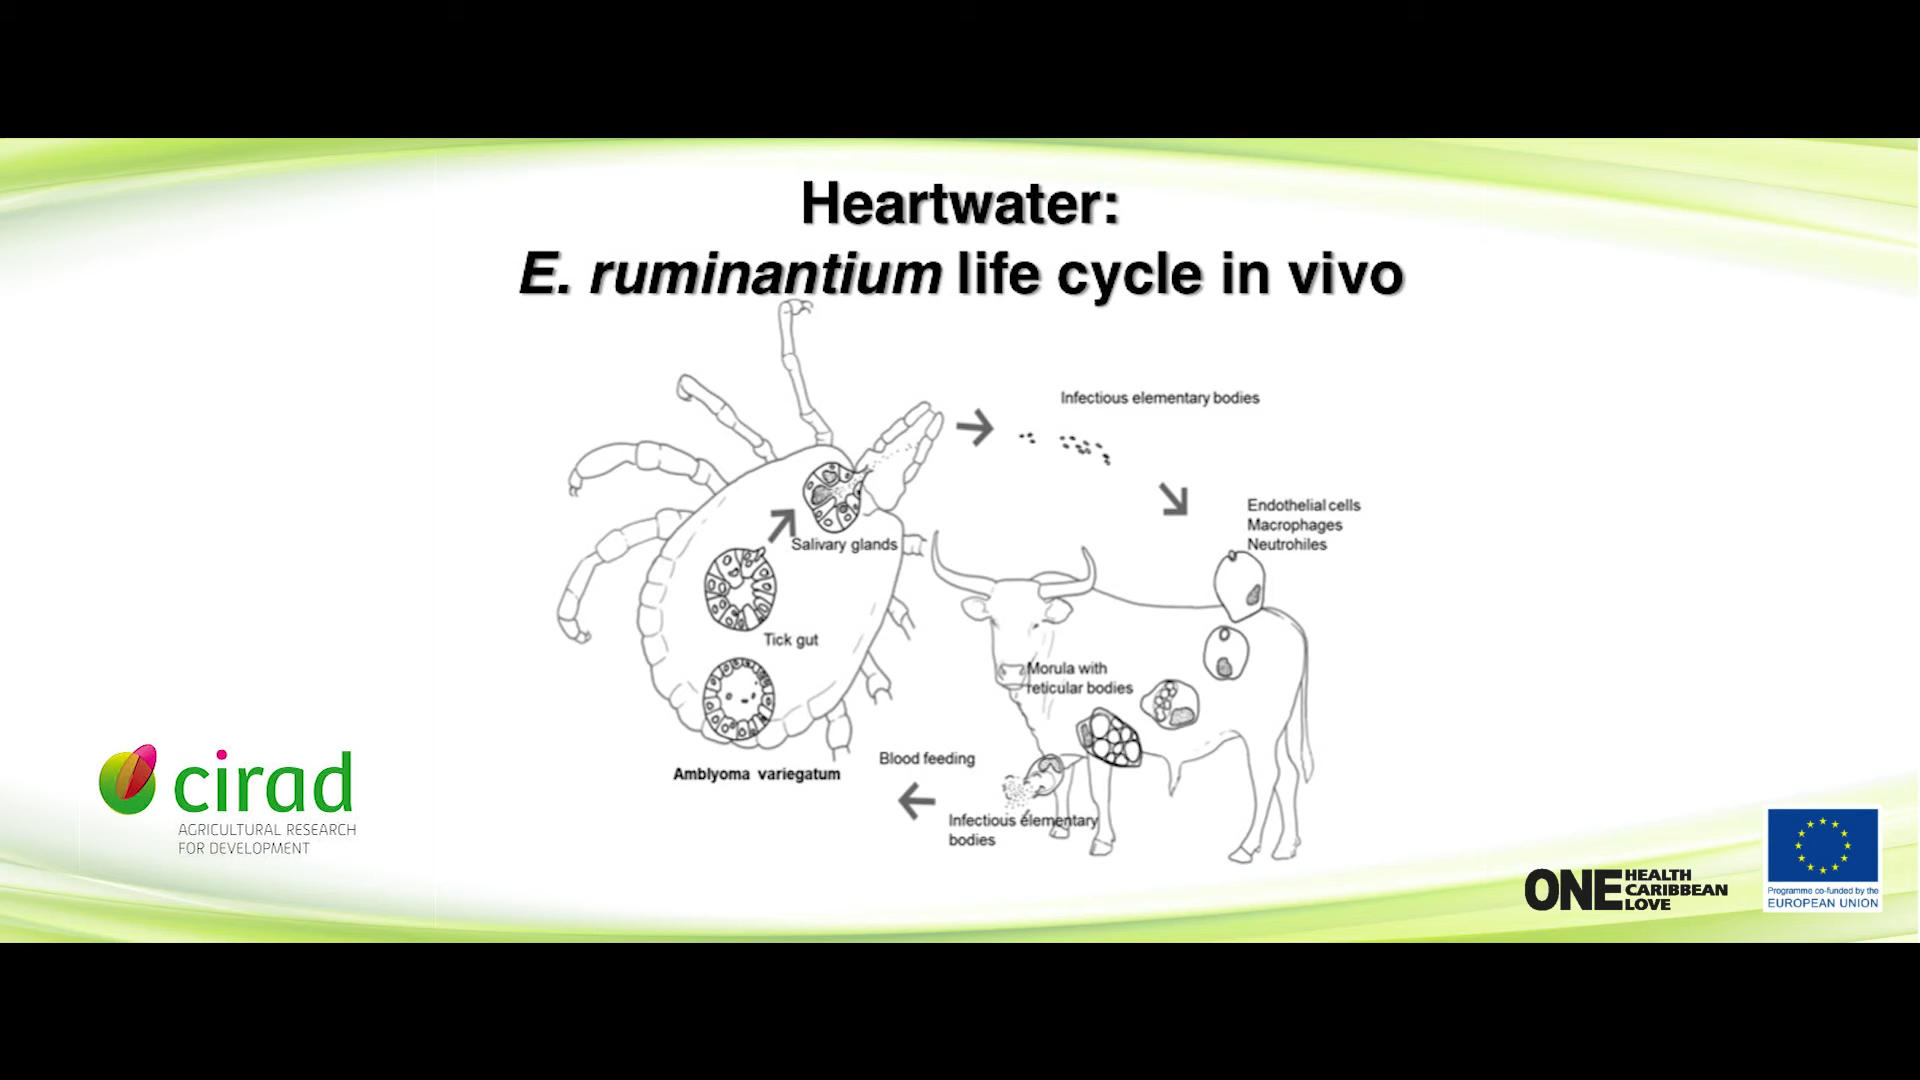 Heartwater:
E. ruminantium life cycle in vivo
Infectious elementary bodies
Endothelial cells
Macrophages
Neutrohiles
Salivary glands
Tick gut
Morula with
reticular bodies
Blood feeding
Amblyoma variegatum
Infectious elementary
bodies
cirad
AGRICULTURAL RESEARCH
FOR DEVELOPMENT
ONE HEALTH
CARIBBEAN
LOVE
Programme co-funded by the
EUROPEAN UNION